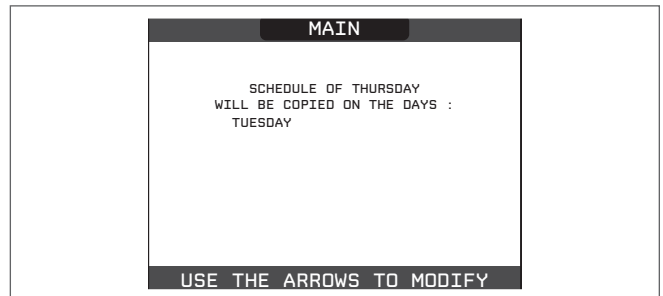 MAIN
SCHEDULE OF THURSDAY
WILL BE COPIED ON THE DAYS :
TUESDAY
USE THE ARROWS TO MODIFY